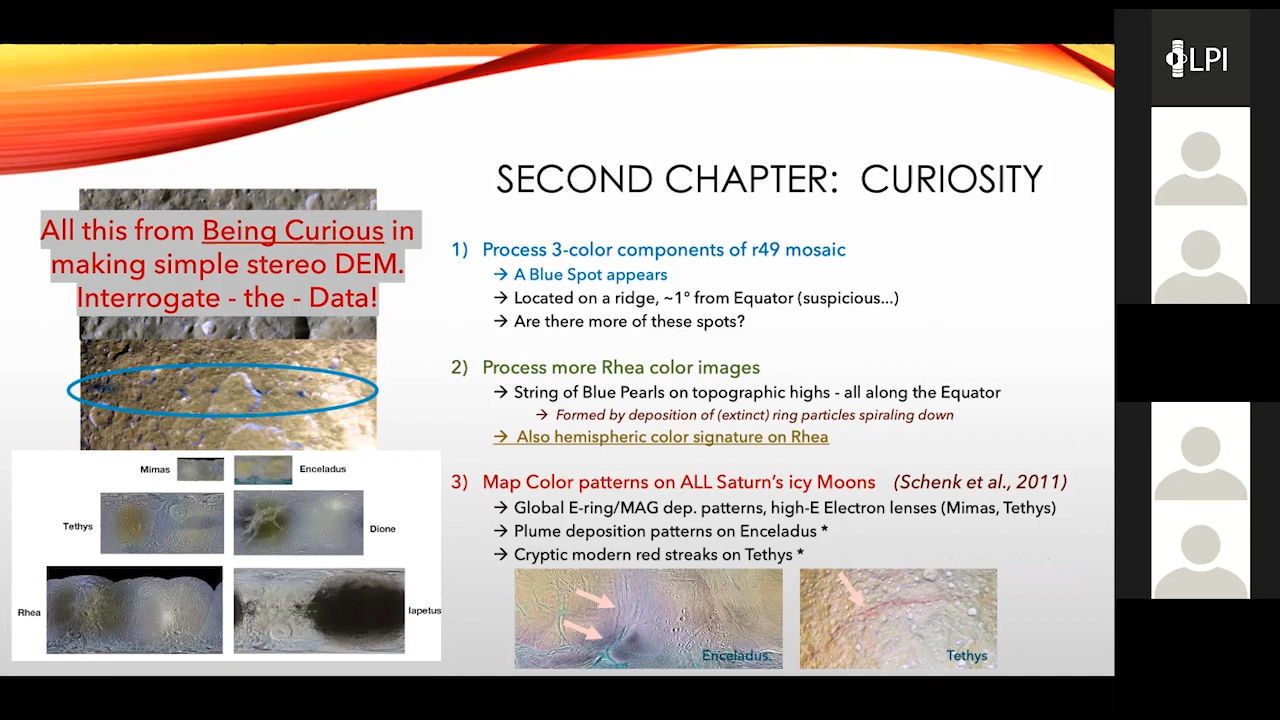 LPI
SECOND CHAPTER: CURIOSITY
All this from Being Curious in
making simple stereo DEM.
Interrogate - the - Data!
1) Process 3-color components of r49 mosaic
→ A Blue Spot appears
→ Located on a ridge, ~1° from Equator (suspicious...)
→ Are there more of these spots?
2) Process more Rhea color images
→ String of Blue Pearls on topographic highs - all along the Equator
→ Formed by deposition of (extinct) ring particles spiraling down
→ Also hemispheric color signature on Rhea
3) Map Color patterns on ALL Saturn's icy Moons (Schenk et al., 2011)
→ Global E-ring/MAG dep. patterns, high-E Electron lenses (Mimas, Tethys)
→ Plume deposition patterns on Enceladus *
→ Cryptic modern red streaks on Tethys *
Mimas
Enceladus
Tethys
Dione
Rhea
Iapetus
Enceladus.
Tethys